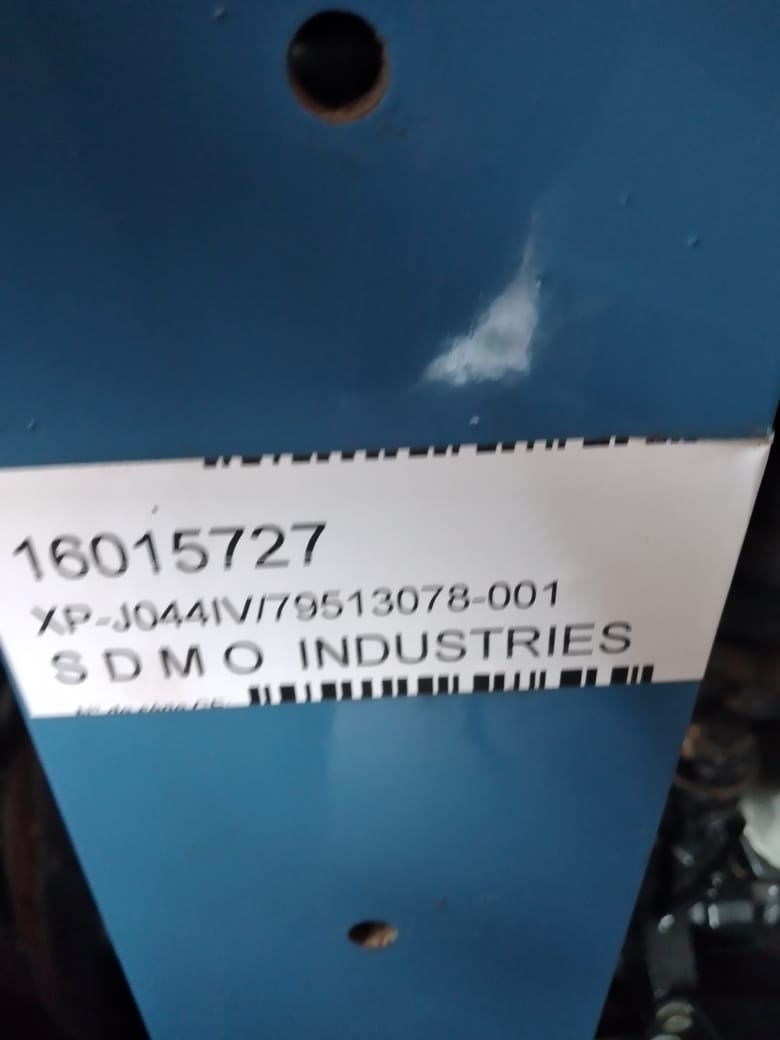 16015727
XP-J044IV/79513078-001
S D M O INDUSTRIES